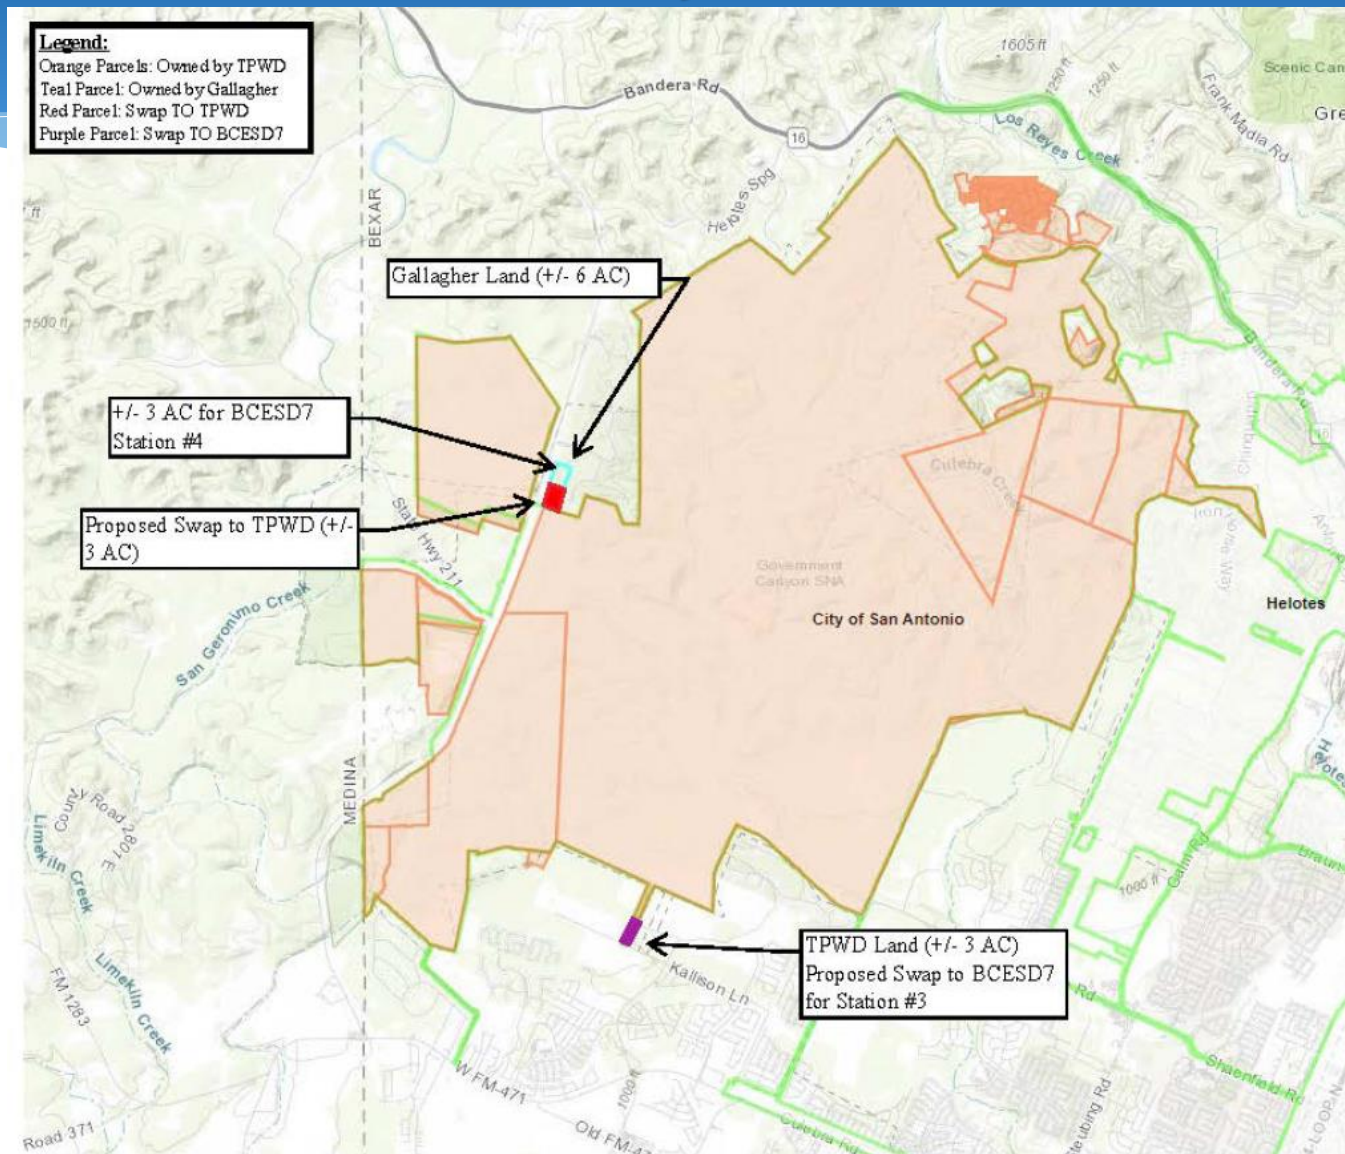 Legend:
Orange Parcels: Owned by TPWD
Teal Parcel: Owned by Gallagher
Red Parcel: Swap TO TPWD
Purple Parcel: Swap TO BCESD7
1605 ft
1250 ft
1250 ft
Scenic Can
Gre
Frank Madla Rd
Bandera Rd
16
Los Reyes Creek
Helotes Spg
BEXAR
ft
Gallagher Land (+/- 6 AC)
1500 ft
Bandera Rd
16
+/- 3 AC for BCESD7
Station #4
Culebra Creek
Proposed Swap to TPWD (+/-
3 AC)
State Hwy 211
Government
Canyon SNA
City of San Antonio
Helotes
San Geronimo Creek
MEDINA
Helotes
County Road 2801 E
Limekiln Creek
Galm Rd
Braun
1000 ft
TPWD Land (+/- 3 AC)
Proposed Swap to BCESD7
for Station #3
Kallison Ln
Rd
Limekiln Creek
FM 1283
Shaenfield Rd
W FM-471
1000 ft
Old FM-47
Culebra Rd
Steubing Rd
Road 371